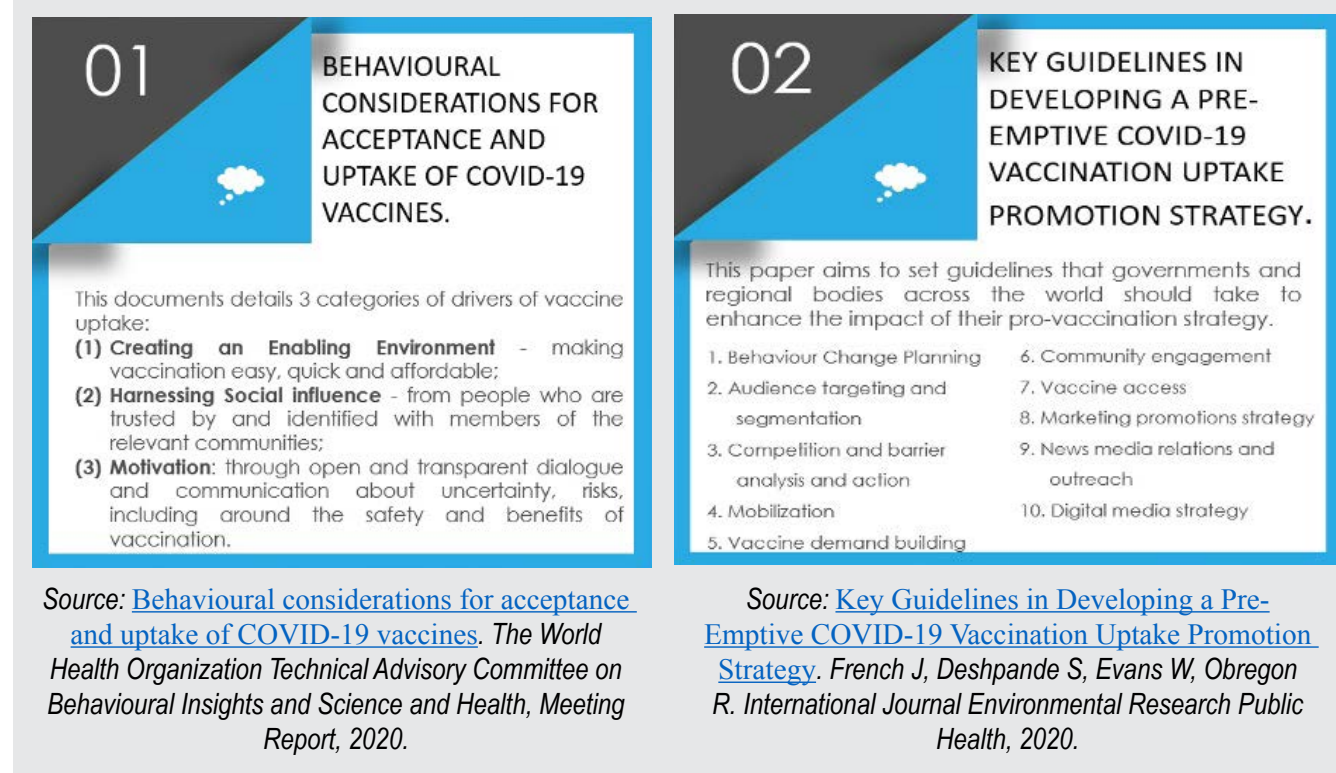 01
BEHAVIOURAL
CONSIDERATIONS FOR
ACCEPTANCE AND
UPTAKE OF COVID-19
VACCINES.
This documents details 3 categories of drivers of vaccine
uptake:
(1) Creating an Enabling Environment - making
vaccination easy, quick and affordable;
(2) Harnessing Social influence - from people who are
trusted by and identified with members of the
relevant communities;
(3) Motivation: through open and transparent dialogue
and communication about uncertainty, risks,
including around the safety and benefits of
vaccination.
Source: Behavioural considerations for acceptance
and uptake of COVID-19 vaccines. The World
Health Organization Technical Advisory Committee on
Behavioural Insights and Science and Health, Meeting
Report, 2020.
02
KEY GUIDELINES IN
DEVELOPING A PRE-
EMPTIVE COVID-19
VACCINATION UPTAKE
PROMOTION STRATEGY.
This paper aims to set guidelines that governments and
regional bodies across the world should take to
enhance the impact of their pro-vaccination strategy.
1. Behaviour Change Planning
2. Audience targeting and
segmentation
3. Competition and barrier
analysis and action
4. Mobilization
5. Vaccine demand building
6. Community engagement
7. Vaccine access
8. Marketing promotions strategy
9. News media relations and
outreach
10. Digital media strategy
Source: Key Guidelines in Developing a Pre-
Emptive COVID-19 Vaccination Uptake Promotion
Strategy. French J, Deshpande S, Evans W, Obregon
R. International Journal Environmental Research Public
Health, 2020.